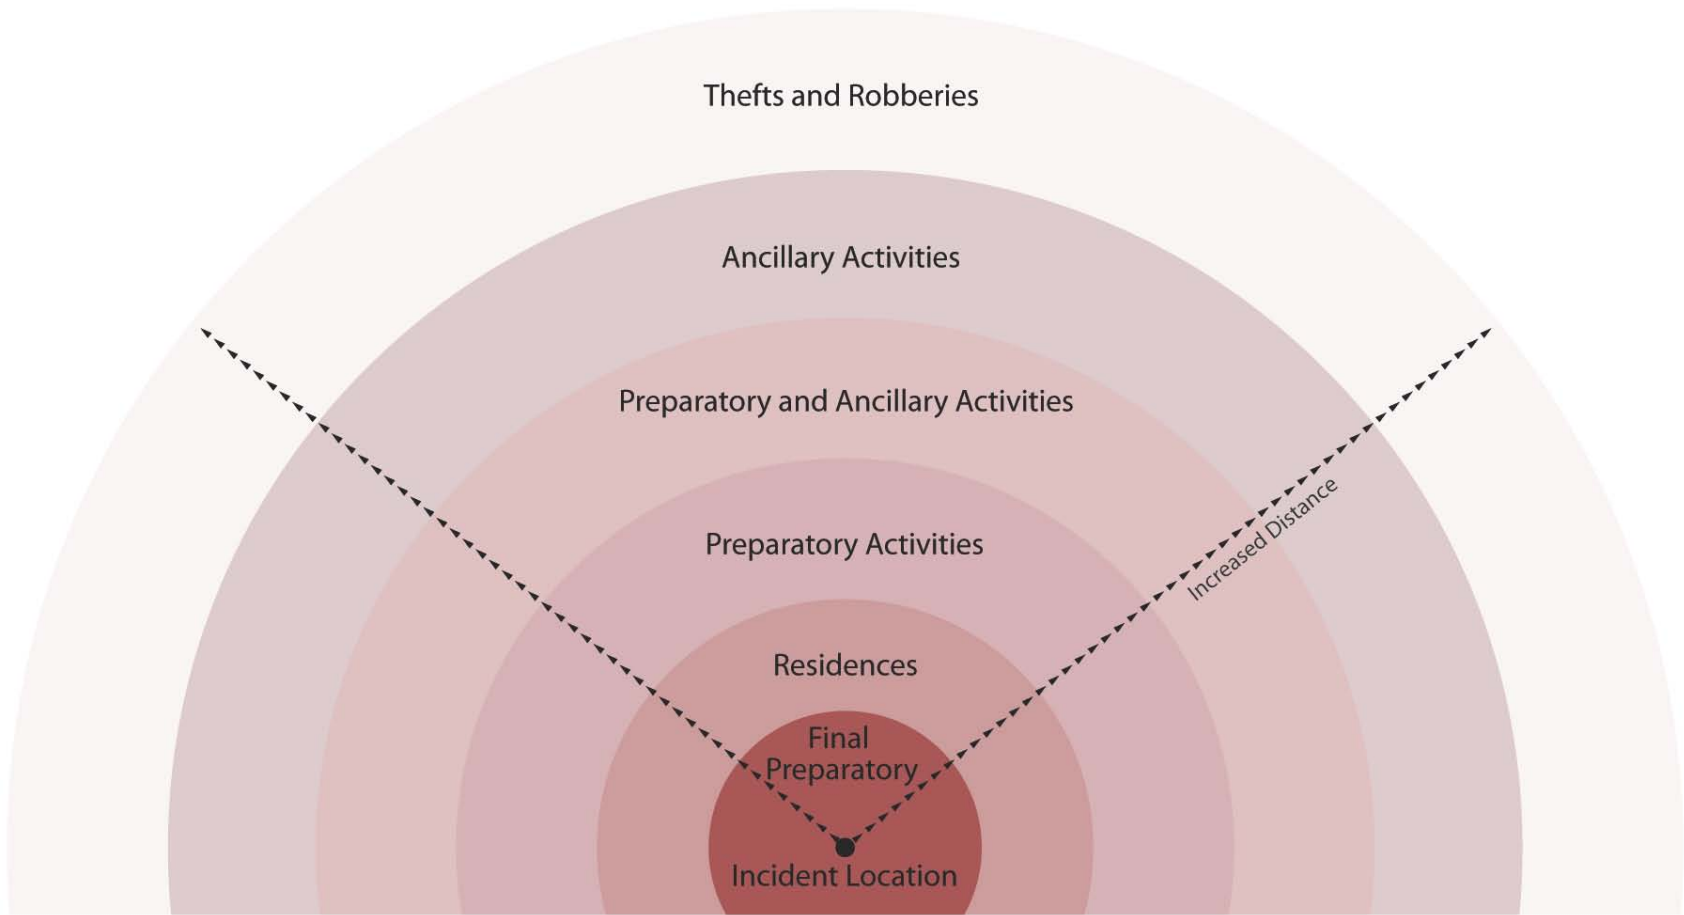 Thefts and Robberies
Ancillary Activities
Preparatory and Ancillary Activities
Preparatory Activities
Increased Distance
Residences
Final
Preparatory
Incident Location